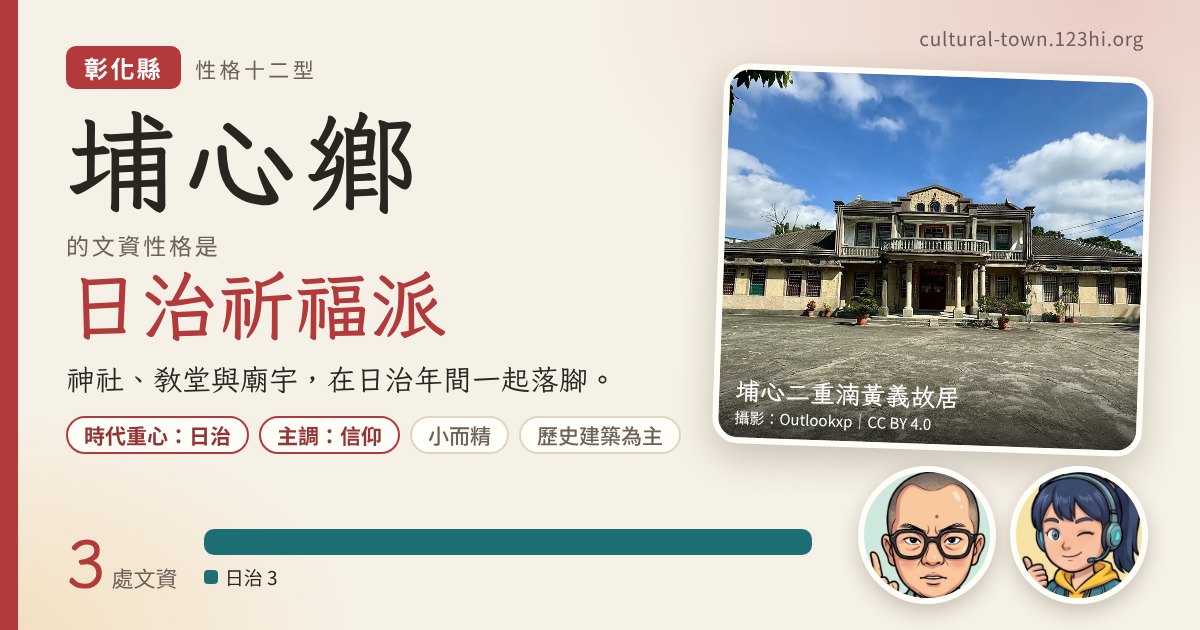 cultural-town.123hi.org
彰化縣 性格十二型
埔心鄉
的文資性格是
日治祈福派
神社、教堂與廟宇，在日治年間一起落腳。
時代重心：日治 主調：信仰 小而精 歷史建築為主
埔心二重湳黃義故居
攝影：Outlookxp｜CC BY 4.0
3 處文資
日治 3